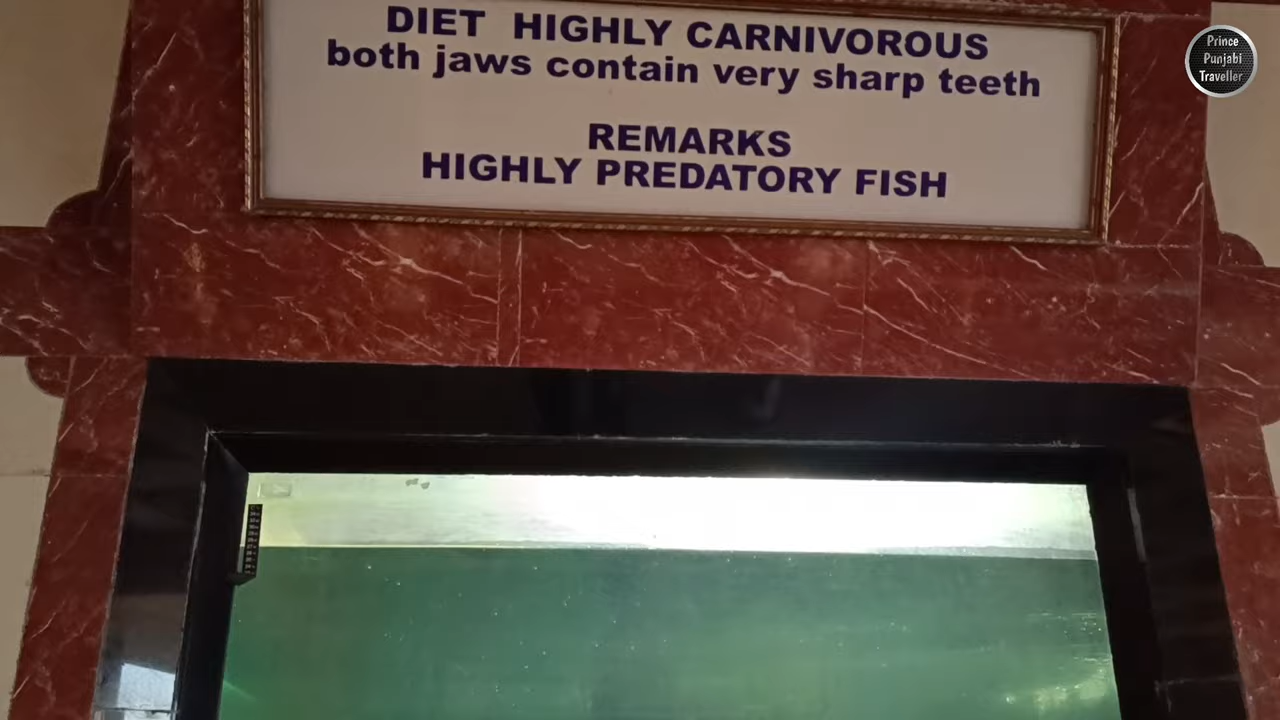 DIET HIGHLY CARNIVOROUS
both jaws contain very sharp teeth
REMARKS
HIGHLY PREDATORY FISH
Prince
Punjabi
Traveller